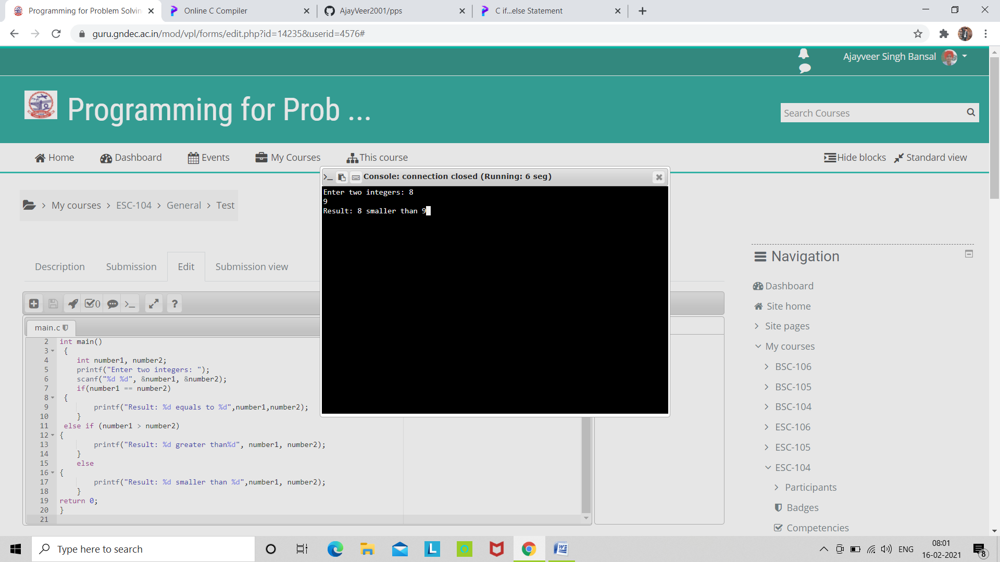 Programming for Problem Solvin
Online C Compiler
AjayVeer2001/pps
C if...else Statement
guru.gndec.ac.in/mod/vpl/forms/edit.php?id=14235&userid=4576#
Ajayveer Singh Bansal
Programming for Prob ...
Search Courses
Home
Dashboard
Events
My Courses
This course
Hide blocks
Standard view
My courses > ESC-104 > General > Test
Console: connection closed (Running: 6 seg)
Enter two integers: 8
9
Result: 8 smaller than 9
Description
Submission
Edit
Submission view
0
?
main.c
2 int main()
3 {
4 int number1, number2;
5 printf("Enter two integers: ");
6 scanf("%d %d", &number1, &number2);
7 if(number1 == number2)
8 {
9 printf("Result: %d equals to %d",number1,number2);
10 }
11 else if (number1 > number2)
12 {
13 printf("Result: %d greater than%d", number1, number2);
14 }
15 else
16 {
17 printf("Result: %d smaller than %d",number1, number2);
18 }
19 return 0;
20 }
21
Navigation
Dashboard
Site home
Site pages
My courses
BSC-106
BSC-105
BSC-104
ESC-106
ESC-105
ESC-104
Participants
Badges
Competencies
Type here to search
L
W
ENG
08:01
16-02-2021
8